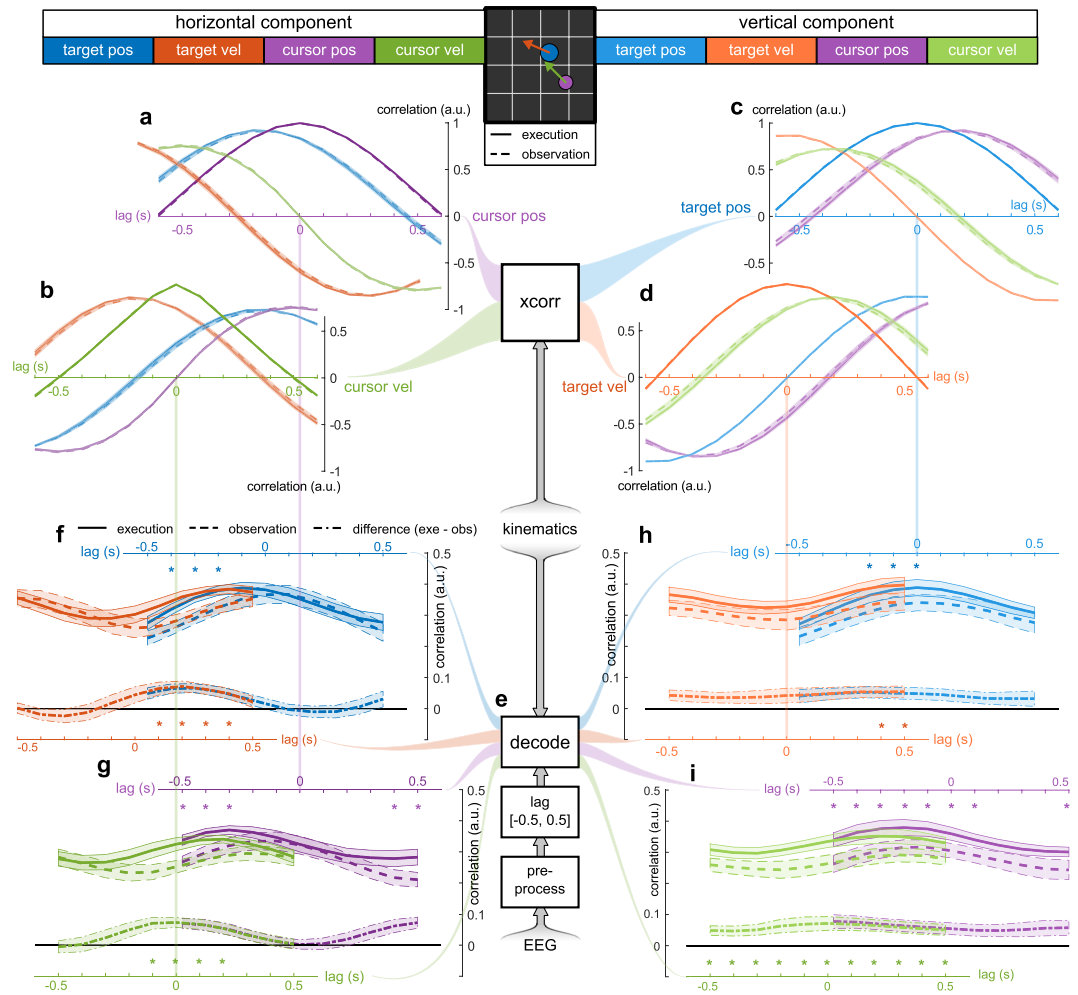 horizontal component
vertical component
target pos
target vel
cursor pos
cursor vel
target pos
target vel
cursor pos
cursor vel
execution
observation
a
correlation (a.u.)
1
0.5
0
-0.5
-1
lag (s)
-0.5
0
0.5
cursor pos
c
correlation (a.u.)
1
0.5
0
-0.5
lag (s)
-0.5
0
0.5
target pos
b
lag (s)
-0.5
0
0.5
0.5
0
-0.5
-1
correlation (a.u.)
cursor vel
xcorr
d
target vel
0.5
0
-0.5
-1
-0.5
0
0.5
lag (s)
correlation (a.u.)
kinematics
execution
observation
difference (exe - obs)
f
lag (s)
-0.5
0
0.5
* * *
0.5
correlation (a.u.)
0.1
0
* * * *
-0.5
0
0.5
lag (s)
h
lag (s)
-0.5
0
0.5
* * *
0.5
correlation (a.u.)
0.1
0
* *
-0.5
0
0.5
lag (s)
e
decode
lag
[-0.5, 0.5]
pre-
process
EEG
g
lag (s)
-0.5
0
0.5
* * * * *
0.5
correlation (a.u.)
0.1
0
* * * *
-0.5
0
0.5
lag (s)
i
lag (s)
-0.5
0
0.5
* * * * * * * *
0.5
correlation (a.u.)
0.1
0
* * * * * * * * * * *
-0.5
0
0.5
lag (s)